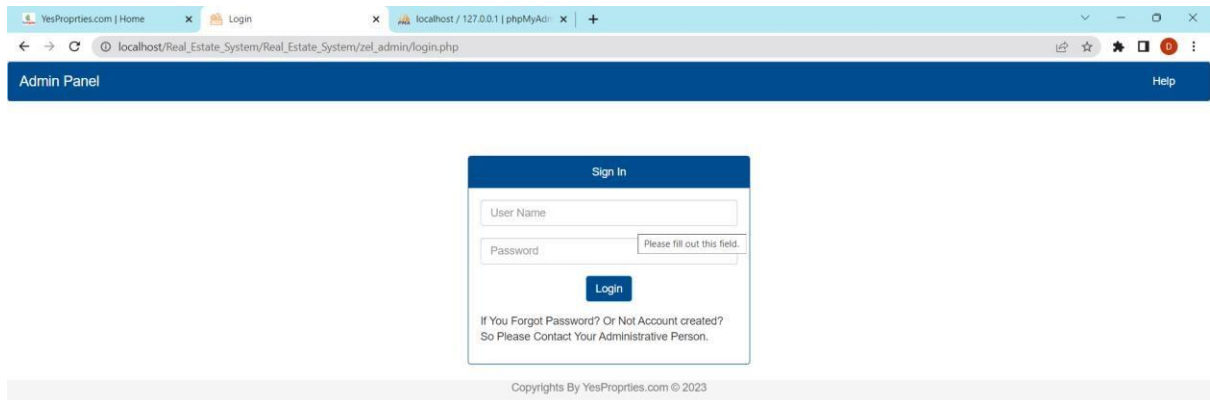 YesProprties.com | Home
Login
localhost / 127.0.0.1 | phpMyAdr
localhost/Real_Estate_System/Real_Estate_System/zel_admin/login.php
D
Admin Panel
Help
Sign In
User Name
Please fill out this field.
Password
Login
If You Forgot Password? Or Not Account created?
So Please Contact Your Administrative Person.
Copyrights By YesProprties.com © 2023